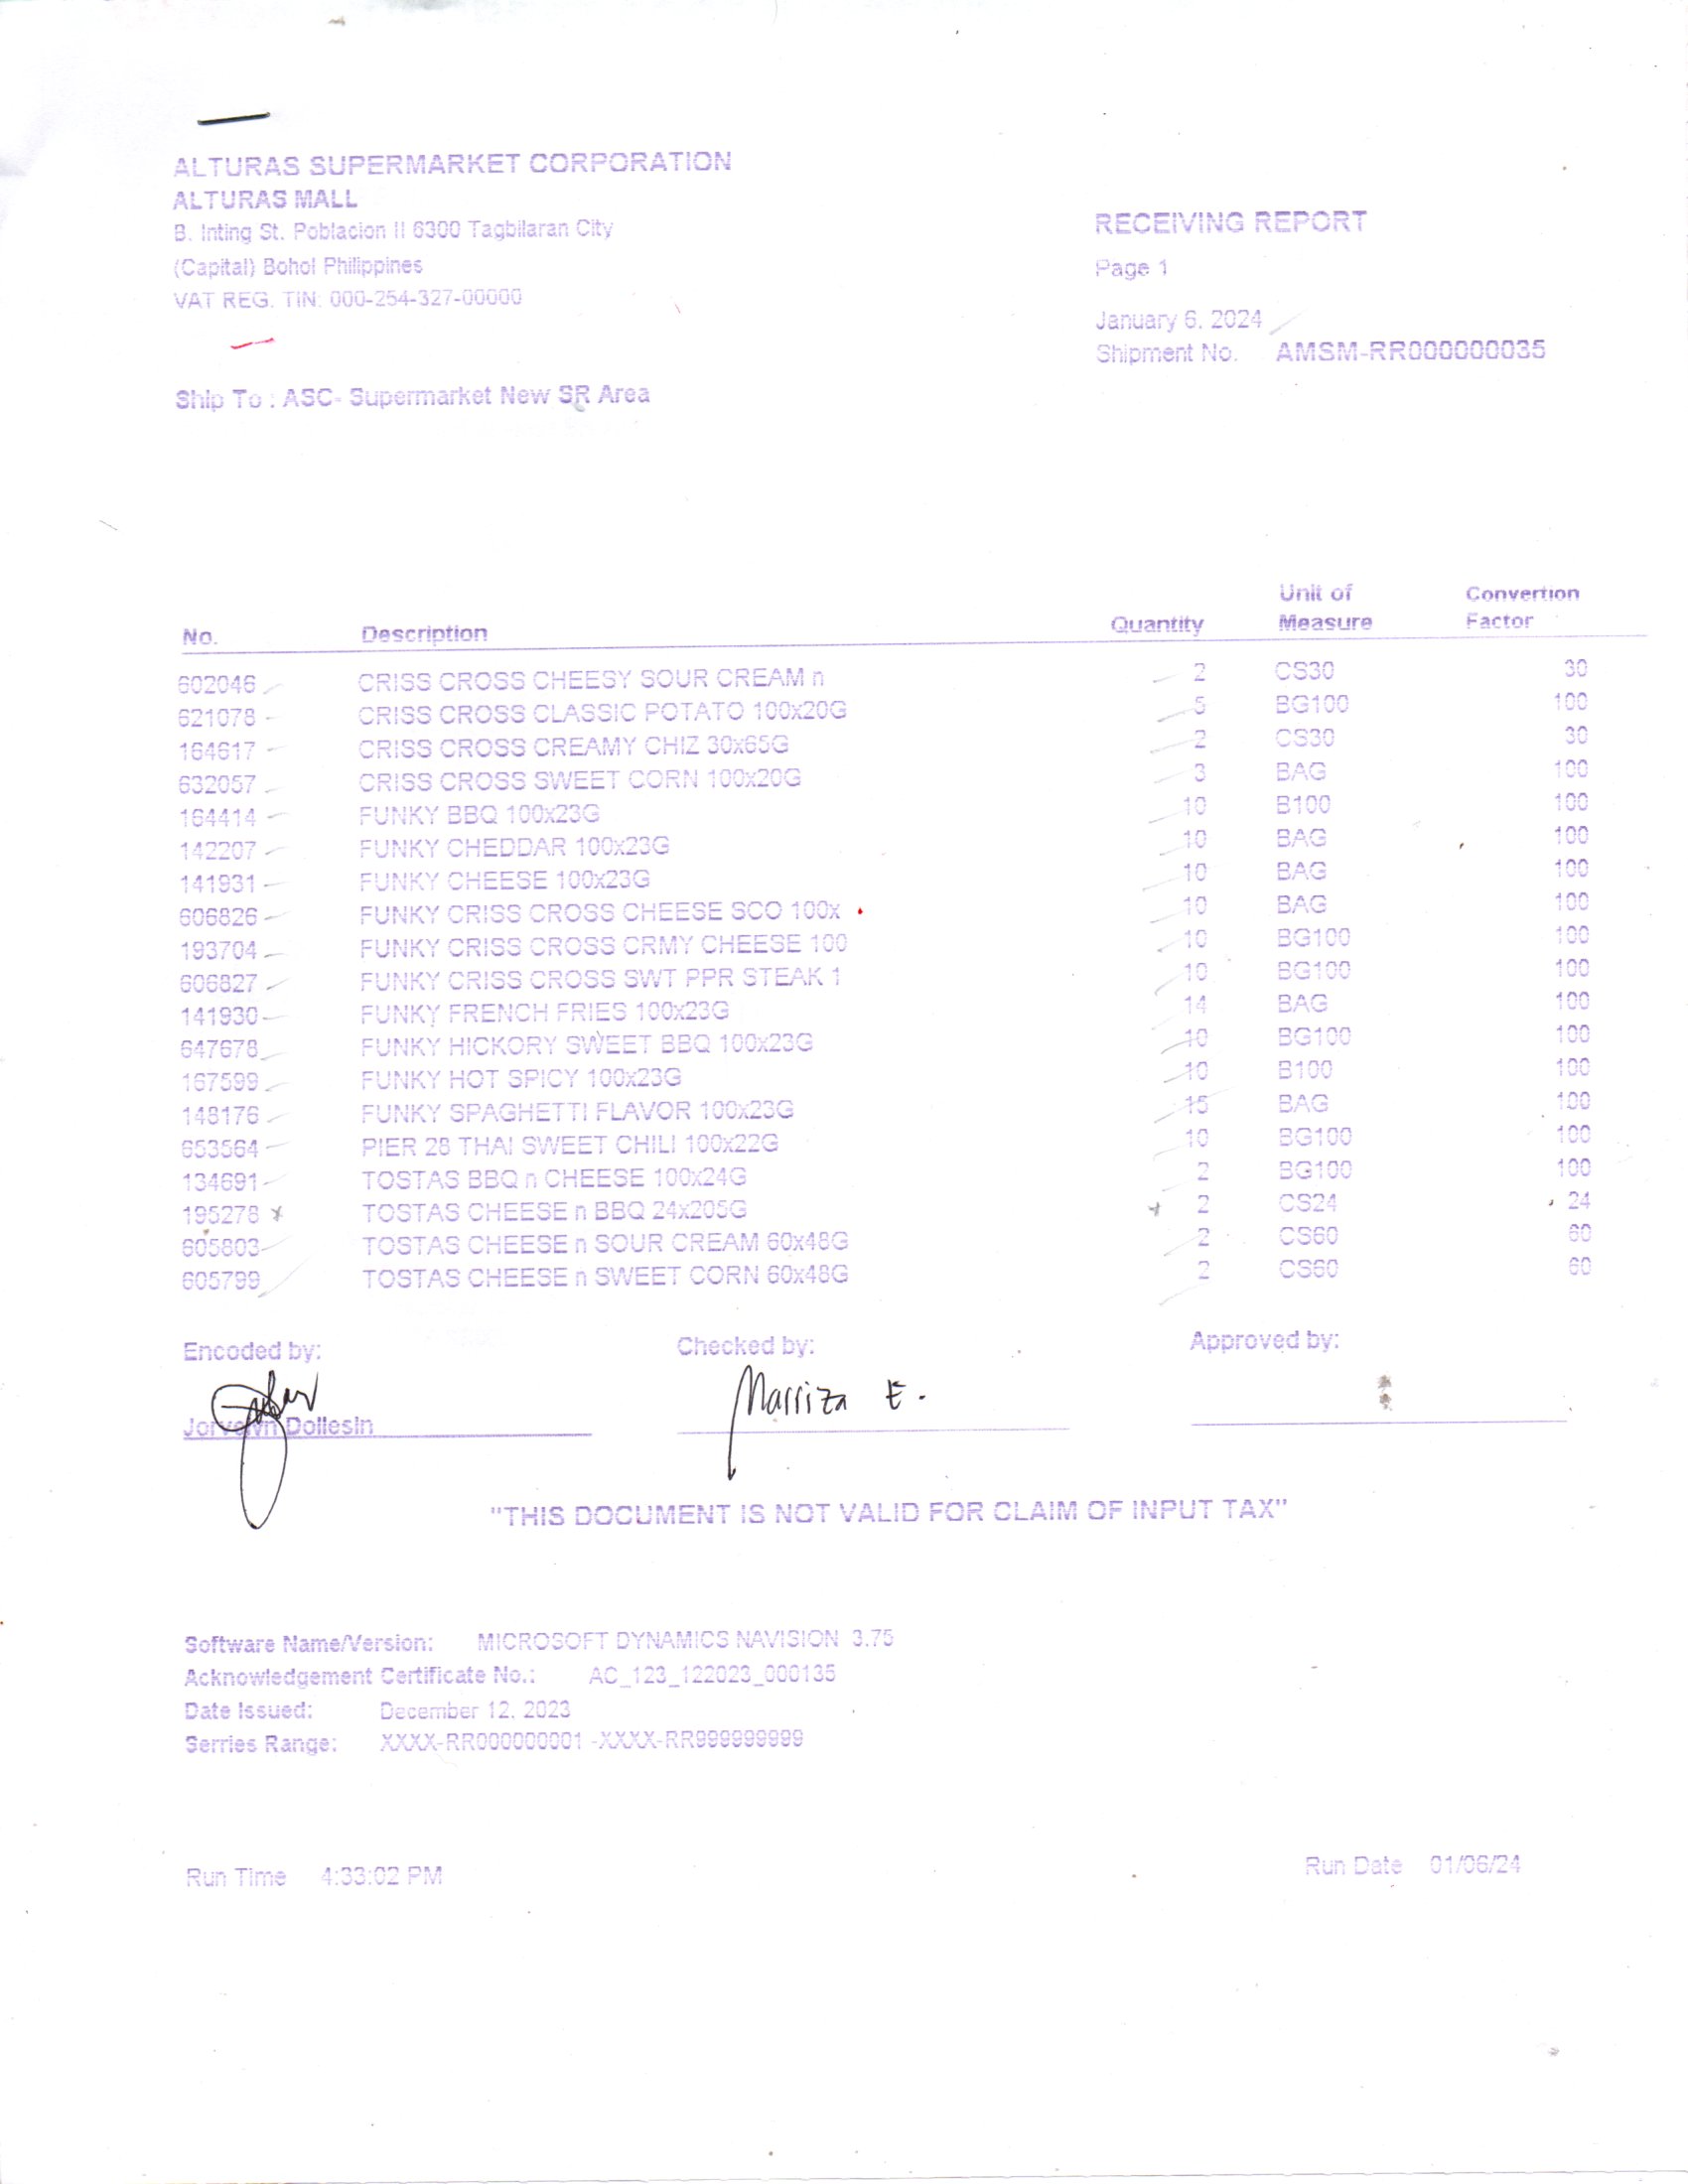 ALTURAS SUPERMARKET CORPORATION
ALTURAS MALL
B. Inting St. Poblacion II 6300 Tagbilaran City
(Capital) Bohol Philippines
VAT REG. TIN: 000-254-327-00000
RECEIVING REPORT
Page 1
January 6, 2024
Shipment No. AMSM-RR000000035
Ship To : ASC- Supermarket New SR Area
No. Description Quantity Unit of Measure Convertion Factor
602046 CRISS CROSS CHEESY SOUR CREAM n 2 CS30 30
621078 CRISS CROSS CLASSIC POTATO 100x20G 5 BG100 100
164617 CRISS CROSS CREAMY CHIZ 30x65G 2 CS30 30
632057 CRISS CROSS SWEET CORN 100x20G 3 BAG 100
164414 FUNKY BBQ 100x23G 10 B100 100
142207 FUNKY CHEDDAR 100x23G 10 BAG 100
141931 FUNKY CHEESE 100x23G 10 BAG 100
606826 FUNKY CRISS CROSS CHEESE SCO 100x 10 BAG 100
193704 FUNKY CRISS CROSS CRMY CHEESE 100 10 BG100 100
606827 FUNKY CRISS CROSS SWT PPR STEAK 1 10 BG100 100
141930 FUNKY FRENCH FRIES 100x23G 14 BAG 100
647678 FUNKY HICKORY SWEET BBQ 100x23G 10 BG100 100
167599 FUNKY HOT SPICY 100x23G 10 B100 100
148176 FUNKY SPAGHETTI FLAVOR 100x23G 15 BAG 100
653564 PIER 28 THAI SWEET CHILI 100x22G 10 BG100 100
134691 TOSTAS BBQ n CHEESE 100x24G 2 BG100 100
195278 TOSTAS CHEESE n BBQ 24x205G 2 CS24 24
605803 TOSTAS CHEESE n SOUR CREAM 60x48G 2 CS60 60
605799 TOSTAS CHEESE n SWEET CORN 60x48G 2 CS60 60
Encoded by: Checked by: Approved by:
Marriza E.
Dollesin
"THIS DOCUMENT IS NOT VALID FOR CLAIM OF INPUT TAX"
Software Name/Version: MICROSOFT DYNAMICS NAVISION 3.75
Acknowledgement Certificate No.: AC_123_122023_000135
Date Issued: December 12, 2023
Serries Range: XXXX-RR000000001 -XXXX-RR999999999
Run Time 4:33:02 PM
Run Date 01/06/24